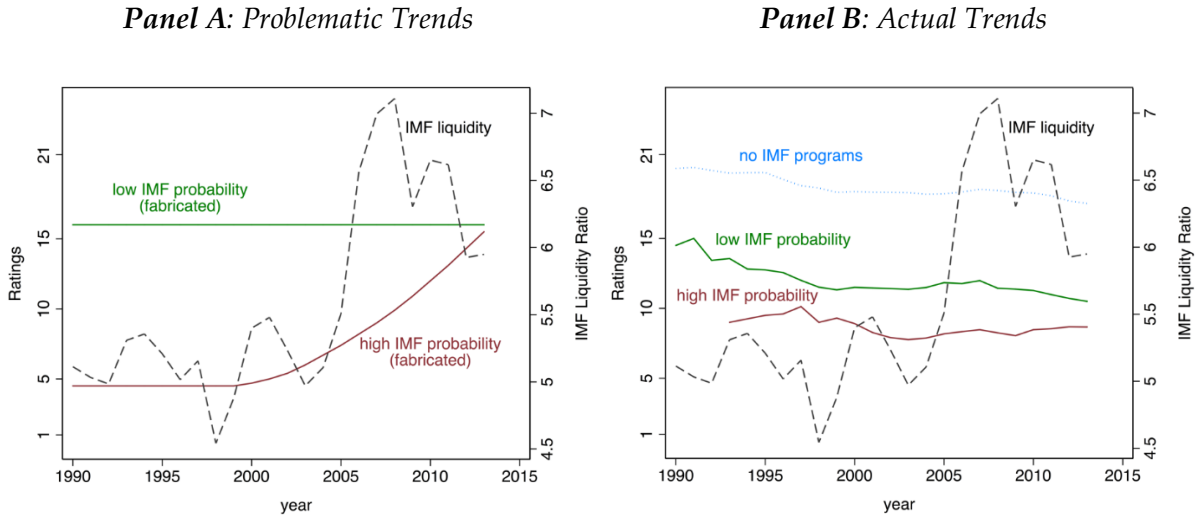 Panel A: Problematic Trends
Ratings
21
15
10
5
1
low IMF probability
(fabricated)
IMF liquidity
high IMF probability
(fabricated)
7
6.5
6
5.5
5
4.5
IMF Liquidity Ratio
1990 1995 2000 2005 2010 2015
year
Panel B: Actual Trends
Ratings
21
15
10
5
1
IMF liquidity
no IMF programs
low IMF probability
high IMF probability
7
6.5
6
5.5
5
4.5
IMF Liquidity Ratio
1990 1995 2000 2005 2010 2015
year